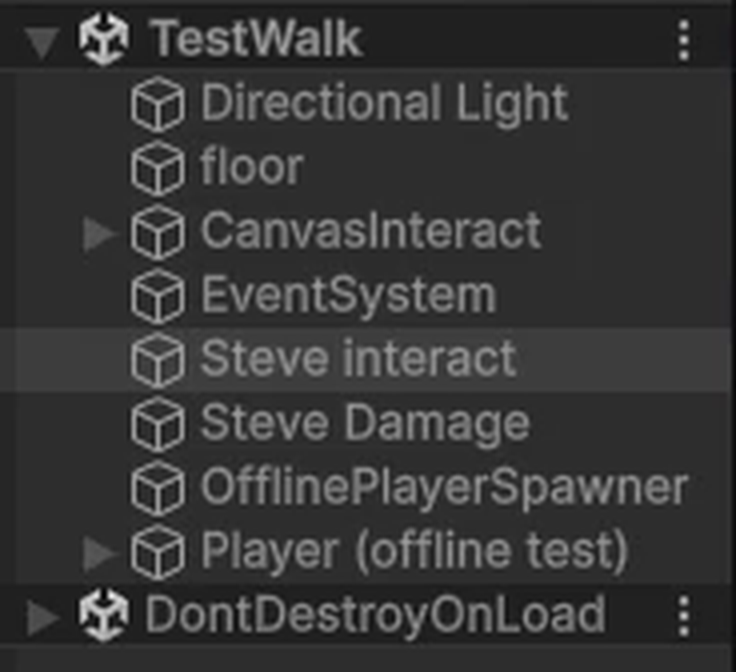 TestWalk
Directional Light
floor
CanvasInteract
EventSystem
Steve interact
Steve Damage
OfflinePlayerSpawner
Player (offline test)
DontDestroyOnLoad